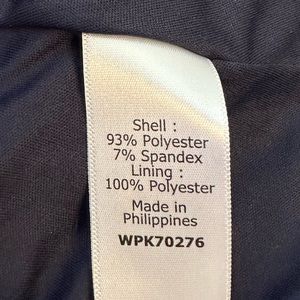 Shell :
93% Polyester
7% Spandex
Lining :
100% Polyester
Made in
Philippines
WPK70276